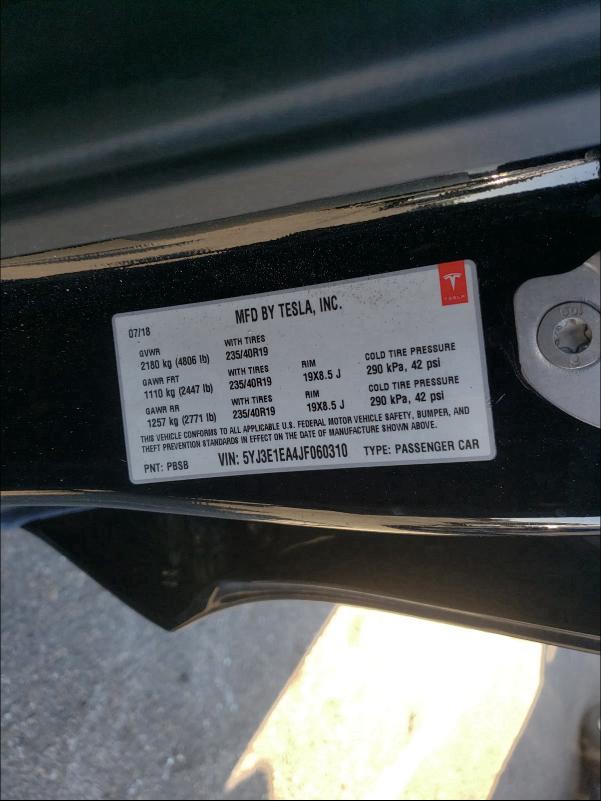 MFD BY TESLA, INC.
TESLA
07/18
GVWR WITH TIRES
2180 kg (4806 lb) 235/40R19
GAWR FRT WITH TIRES RIM COLD TIRE PRESSURE
1110 kg (2447 lb) 235/40R19 19X8.5 J 290 kPa, 42 psi
GAWR RR WITH TIRES RIM COLD TIRE PRESSURE
1257 kg (2771 lb) 235/40R19 19X8.5 J 290 kPa, 42 psi
THIS VEHICLE CONFORMS TO ALL APPLICABLE U.S. FEDERAL MOTOR VEHICLE SAFETY, BUMPER, AND
THEFT PREVENTION STANDARDS IN EFFECT ON THE DATE OF MANUFACTURE SHOWN ABOVE.
PNT: PBSB VIN: 5YJ3E1EA4JF060310 TYPE: PASSENGER CAR